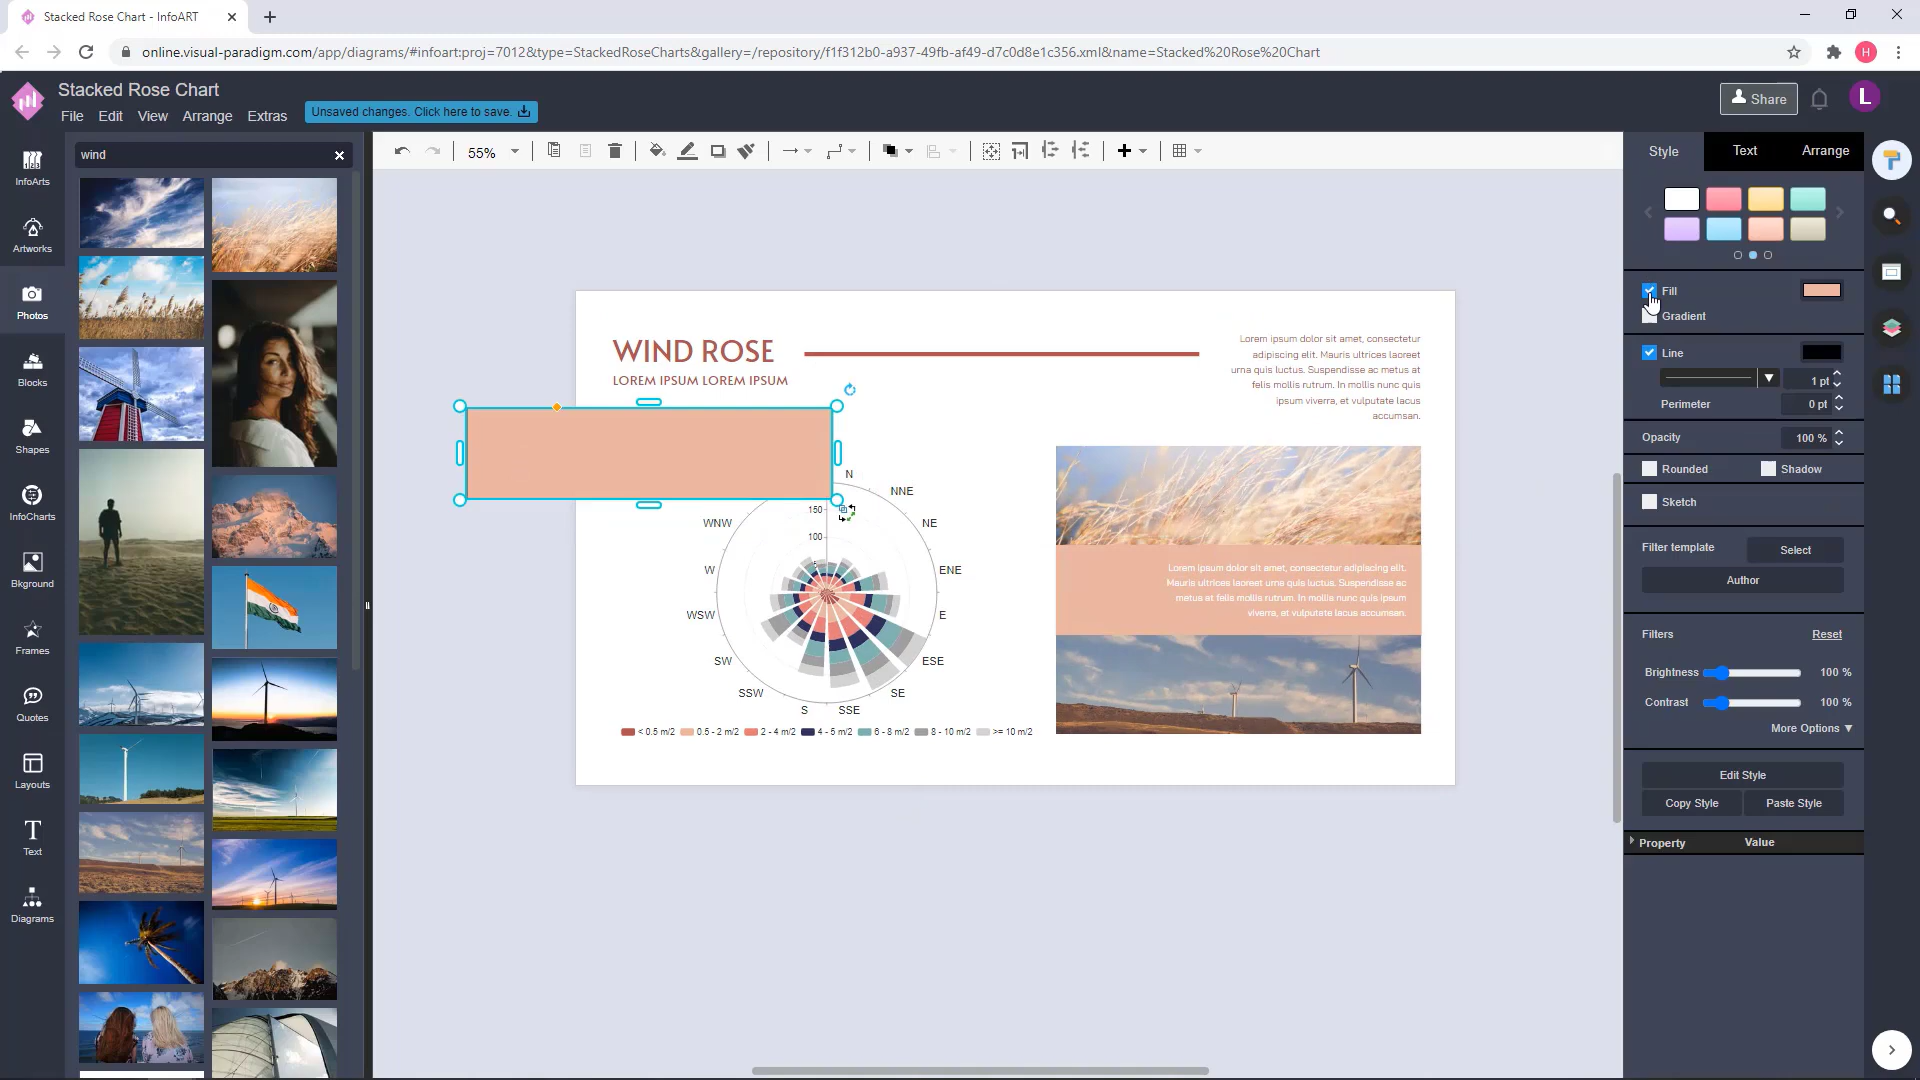 Stacked Rose Chart - InfoART
online.visual-paradigm.com/app/diagrams/#infoart:proj=7012&type=StackedRoseCharts&gallery=/repository/f1f312b0-a937-49fb-af49-d7c0d8e1c356.xml&name=Stacked%20Rose%20Chart
H
Stacked Rose Chart
File Edit View Arrange Extras
Unsaved changes. Click here to save.
Share
L
InfoArts
Artworks
Photos
Blocks
Shapes
InfoCharts
Bkground
Frames
Quotes
Layouts
Text
Diagrams
wind
55%
WIND ROSE
LOREM IPSUM LOREM IPSUM
Lorem ipsum dolor sit amet, consectetur
adipiscing elit. Mauris ultrices laoreet
urna quis luctus. Suspendisse ac metus at
felis mollis rutrum. In mollis nunc quis
ipsum viverra, et vulputate lacus
accumsan.
N
NNE
NE
ENE
E
ESE
SE
SSE
S
SSW
SW
WSW
W
WNW
150
100
< 0.5 m/2 0.5 - 2 m/2 2 - 4 m/2 4 - 5 m/2 6 - 8 m/2 8 - 10 m/2 >= 10 m/2
Lorem ipsum dolor sit amet, consectetur adipiscing elit.
Mauris ultrices laoreet urna quis luctus. Suspendisse ac
metus at felis mollis rutrum. In mollis nunc quis ipsum
viverra, et vulputate lacus accumsan.
Style Text Arrange
Fill
Gradient
Line
1 pt
Perimeter 0 pt
Opacity 100 %
Rounded Shadow
Sketch
Filter template Select
Author
Filters Reset
Brightness 100 %
Contrast 100 %
More Options
Edit Style
Copy Style Paste Style
Property Value